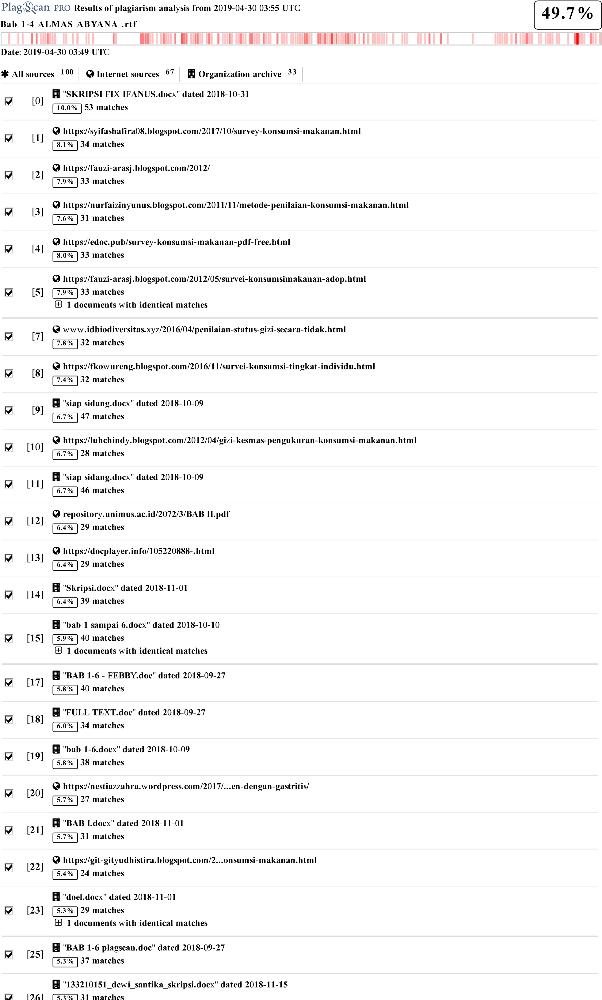 PlagScan PRO Results of plagiarism analysis from 2019-04-30 03:55 UTC
49.7%
Bab 1-4 ALMAS ABYANA .rtf
Date: 2019-04-30 03:49 UTC
All sources 100 Internet sources 67 Organization archive 33
[0] "SKRIPSI FIX IFANUS.docx" dated 2018-10-31
10.0% 53 matches
[1] https://syifashafira08.blogspot.com/2017/10/survey-konsumsi-makanan.html
8.1% 34 matches
[2] https://fauzi-arasj.blogspot.com/2012/
7.9% 33 matches
[3] https://nurfaizinyunus.blogspot.com/2011/11/metode-penilaian-konsumsi-makanan.html
7.6% 31 matches
[4] https://edoc.pub/survey-konsumsi-makanan-pdf-free.html
8.0% 33 matches
[5] https://fauzi-arasj.blogspot.com/2012/05/survei-konsumsimakanan-adop.html
7.9% 33 matches
1 documents with identical matches
[7] www.idbiodiversitas.xyz/2016/04/penilaian-status-gizi-secara-tidak.html
7.8% 32 matches
[8] https://fkowureng.blogspot.com/2016/11/survei-konsumsi-tingkat-individu.html
7.4% 32 matches
[9] "siap sidang.docx" dated 2018-10-09
6.7% 47 matches
[10] https://luhchindy.blogspot.com/2012/04/gizi-kesmas-pengukuran-konsumsi-makanan.html
6.7% 28 matches
[11] "siap sidang.docx" dated 2018-10-09
6.7% 46 matches
[12] repository.unimus.ac.id/2072/3/BAB II.pdf
6.4% 29 matches
[13] https://docplayer.info/105220888-.html
6.4% 29 matches
[14] "Skripsi.docx" dated 2018-11-01
6.4% 39 matches
[15] "bab 1 sampai 6.docx" dated 2018-10-10
5.9% 40 matches
1 documents with identical matches
[17] "BAB 1-6 - FEBBY.doc" dated 2018-09-27
5.8% 40 matches
[18] "FULL TEXT.doc" dated 2018-09-27
6.0% 34 matches
[19] "bab 1-6.docx" dated 2018-10-09
5.8% 38 matches
[20] https://nestiazzahra.wordpress.com/2017/...en-dengan-gastritis/
5.7% 27 matches
[21] "BAB I.docx" dated 2018-11-01
5.7% 31 matches
[22] https://git-gityudhistira.blogspot.com/2...onsumsi-makanan.html
5.4% 24 matches
[23] "doel.docx" dated 2018-11-01
5.3% 29 matches
1 documents with identical matches
[25] "BAB 1-6 plagscan.doc" dated 2018-09-27
5.3% 37 matches
[26] "133210151_dewi_santika_skripsi.docx" dated 2018-11-15
5.3% 31 matches